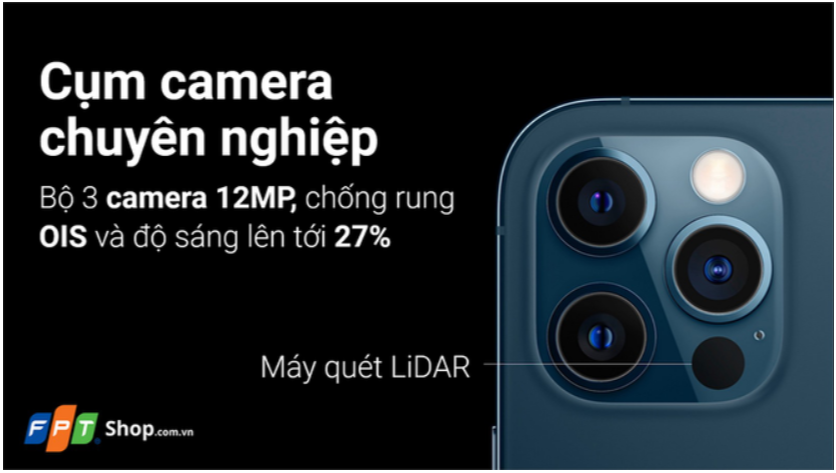 Cụm camera
chuyên nghiệp
Bộ 3 camera 12MP, chống rung
OIS và độ sáng lên tới 27%
Máy quét LiDAR
FPT Shop.com.vn